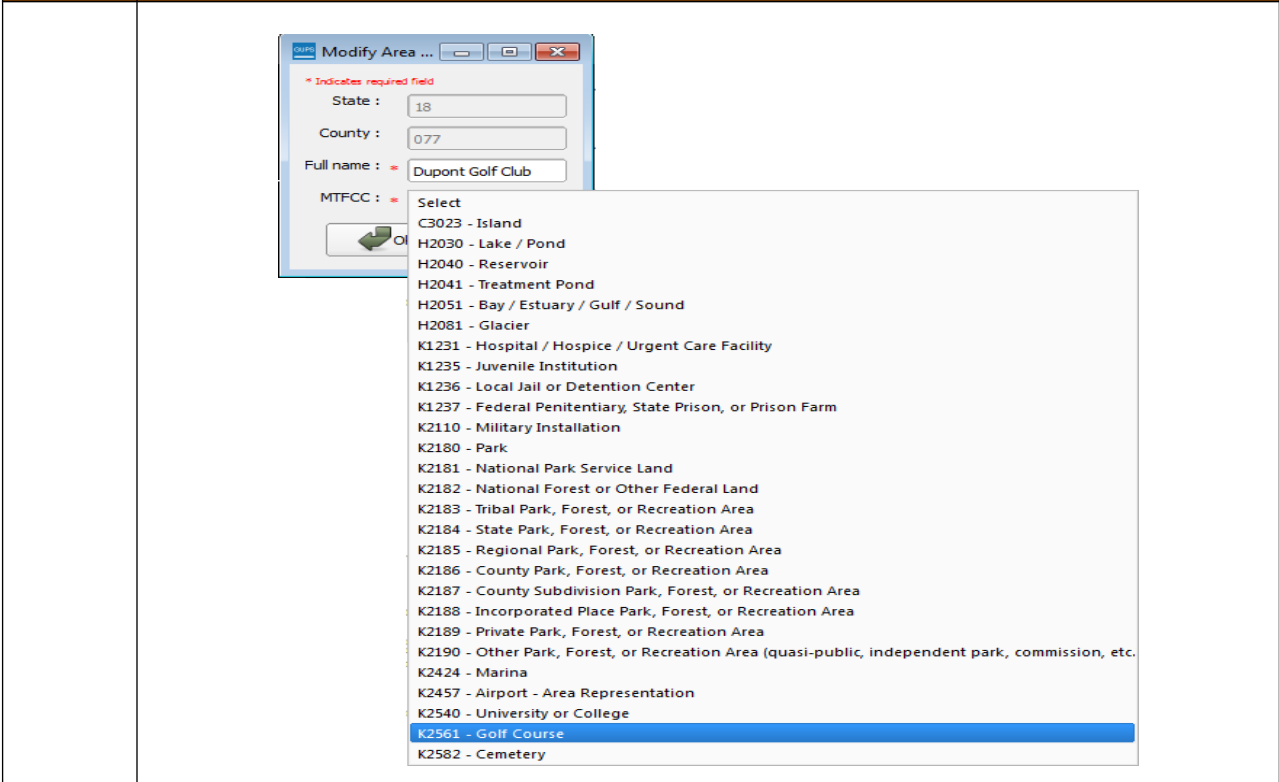 GUPS Modify Area ...
* Indicates required field
State : 18
County : 077
Full name : * Dupont Golf Club
MTFCC : *
Select
C3023 - Island
H2030 - Lake / Pond
H2040 - Reservoir
H2041 - Treatment Pond
H2051 - Bay / Estuary / Gulf / Sound
H2081 - Glacier
K1231 - Hospital / Hospice / Urgent Care Facility
K1235 - Juvenile Institution
K1236 - Local Jail or Detention Center
K1237 - Federal Penitentiary, State Prison, or Prison Farm
K2110 - Military Installation
K2180 - Park
K2181 - National Park Service Land
K2182 - National Forest or Other Federal Land
K2183 - Tribal Park, Forest, or Recreation Area
K2184 - State Park, Forest, or Recreation Area
K2185 - Regional Park, Forest, or Recreation Area
K2186 - County Park, Forest, or Recreation Area
K2187 - County Subdivision Park, Forest, or Recreation Area
K2188 - Incorporated Place Park, Forest, or Recreation Area
K2189 - Private Park, Forest, or Recreation Area
K2190 - Other Park, Forest, or Recreation Area (quasi-public, independent park, commission, etc.
K2424 - Marina
K2457 - Airport - Area Representation
K2540 - University or College
K2561 - Golf Course
K2582 - Cemetery